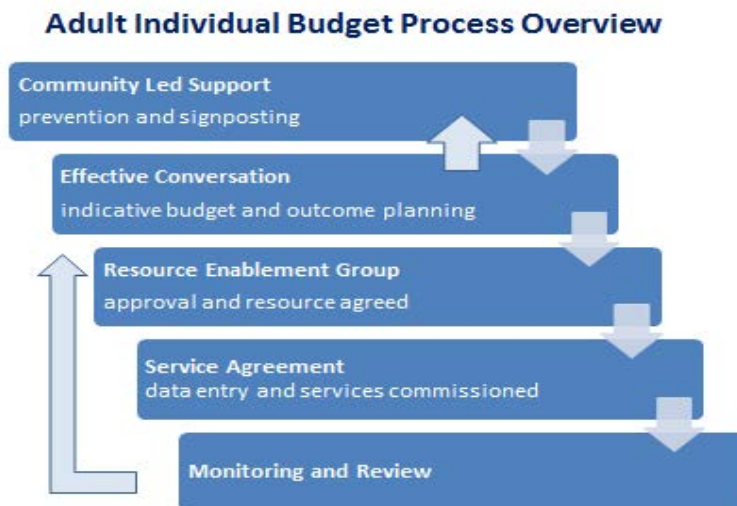 Adult Individual Budget Process Overview
Community Led Support
prevention and signposting
Effective Conversation
indicative budget and outcome planning
Resource Enablement Group
approval and resource agreed
Service Agreement
data entry and services commissioned
Monitoring and Review